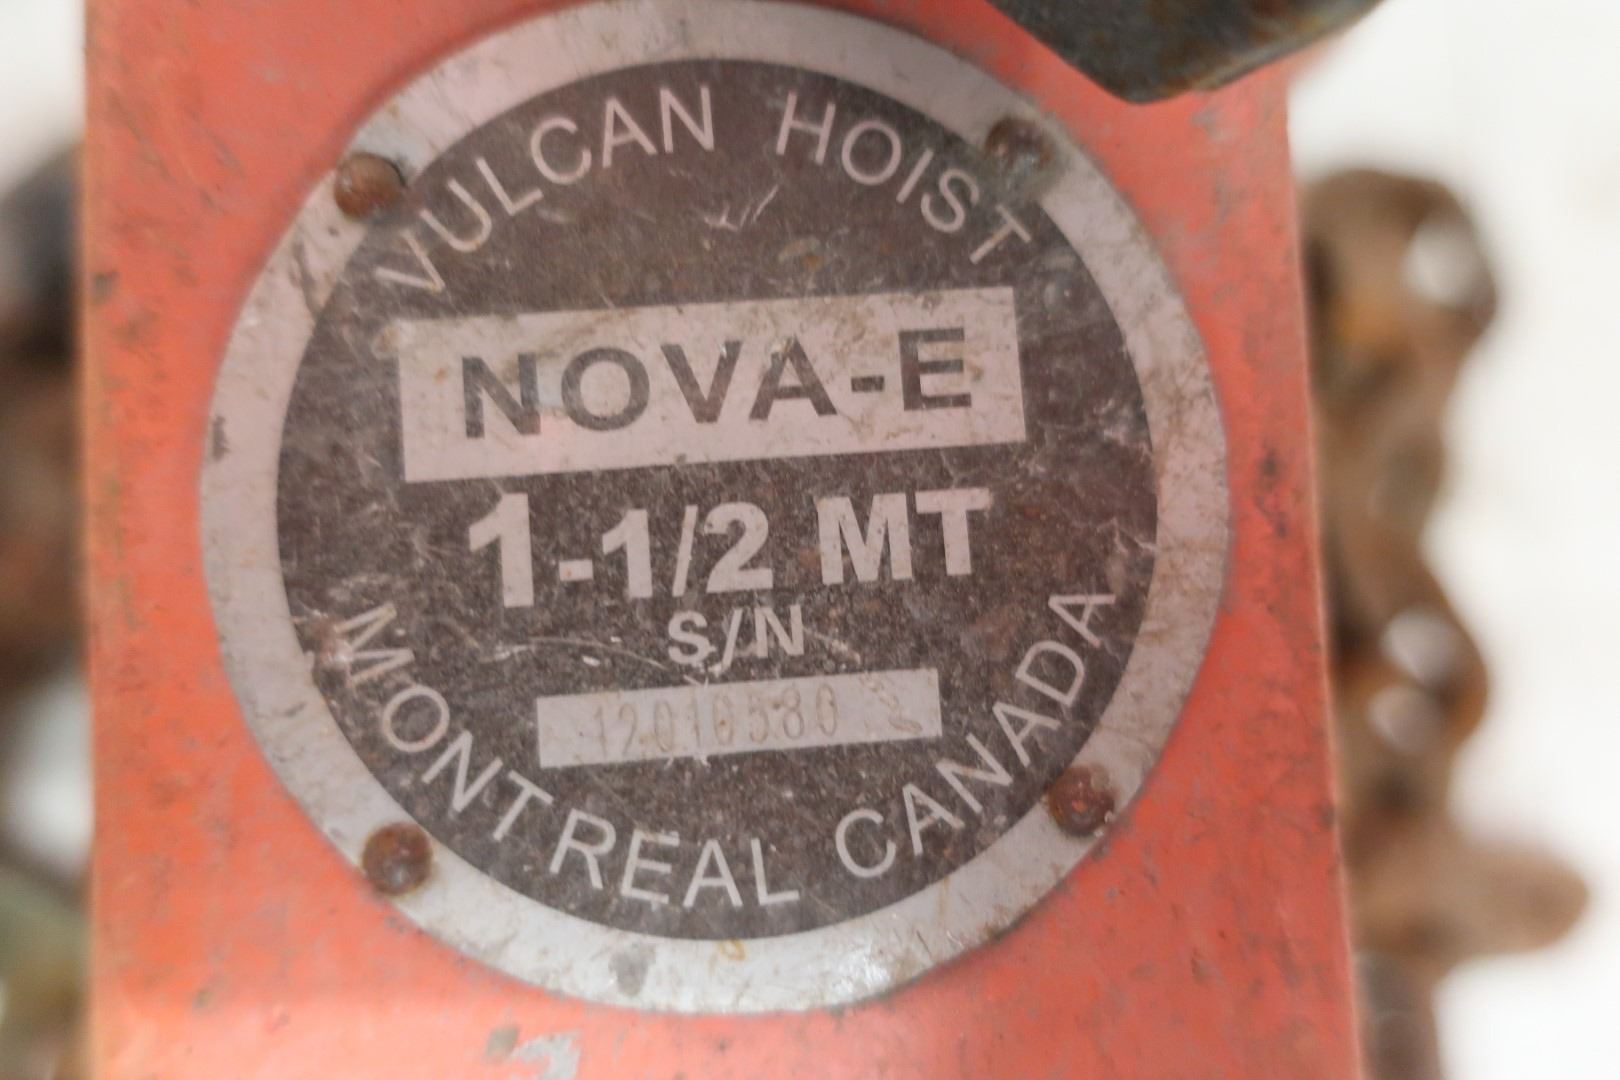 VULCAN HOIST
NOVA-E
1-1/2 MT
S/N
12016580
MONTREAL CANADA